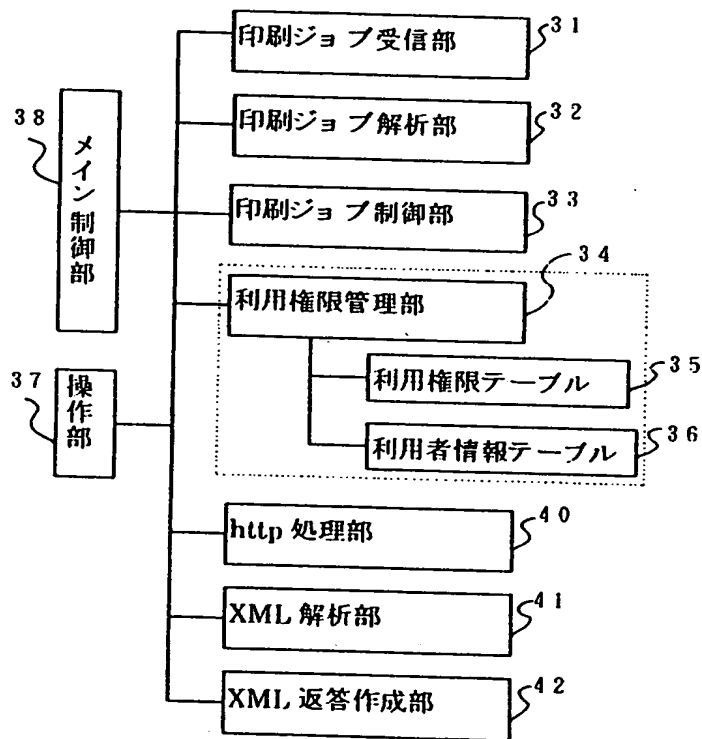 印刷ジョブ受信部
31
印刷ジョブ解析部
32
38
メイン制御部
印刷ジョブ制御部
33
34
利用権限管理部
利用権限テーブル
35
37
操作部
利用者情報テーブル
36
http 処理部
40
XML 解析部
41
XML 返答作成部
42